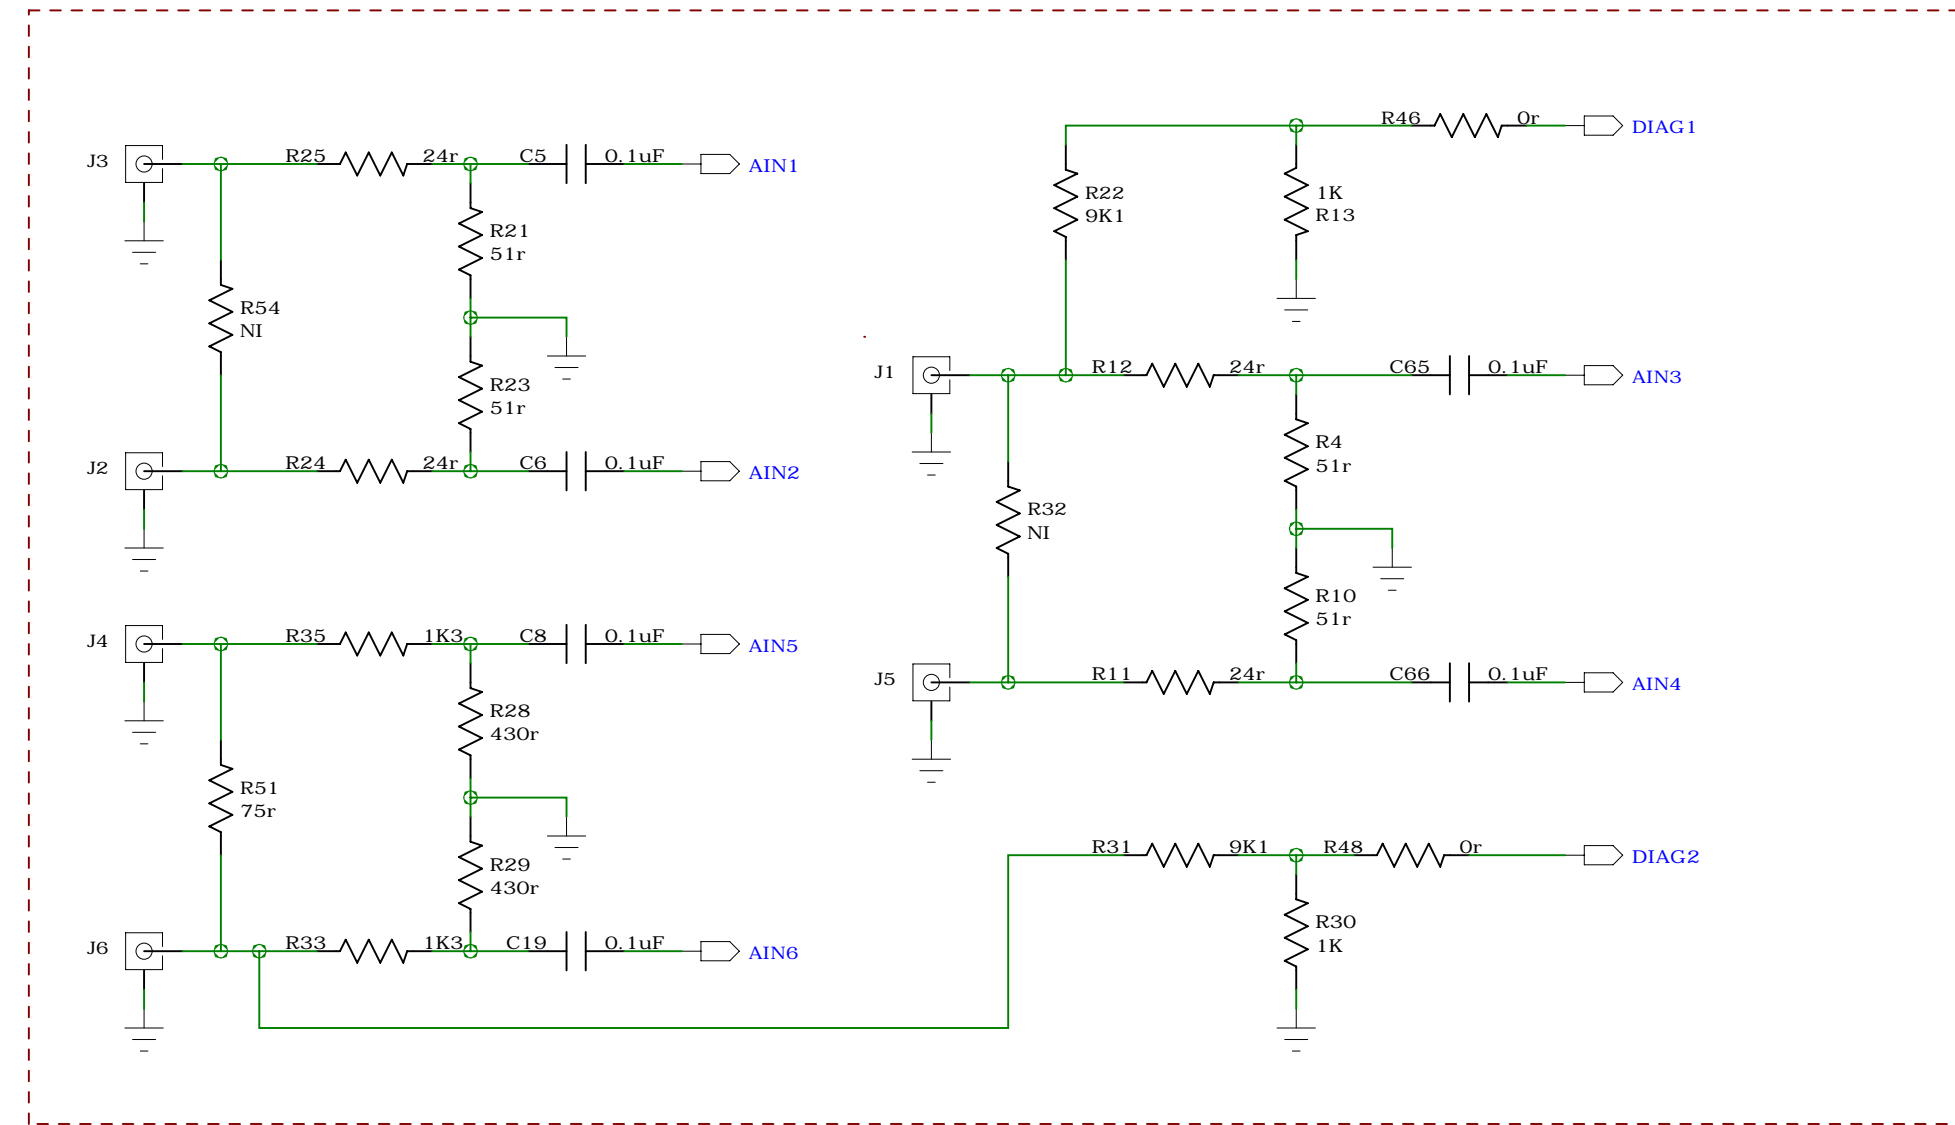 J3
R25
24r
C5
0.1uF
AIN1
R21
51r
R54
NI
R23
51r
J2
R24
24r
C6
0.1uF
AIN2
J4
R35
1K3
C8
0.1uF
AIN5
R28
430r
R51
75r
R29
430r
J6
R33
1K3
C19
0.1uF
AIN6
R46
0r
DIAG1
R22
9K1
1K
R13
J1
R12
24r
C65
0.1uF
AIN3
R4
51r
R32
NI
R10
51r
J5
R11
24r
C66
0.1uF
AIN4
R31
9K1
R48
0r
DIAG2
R30
1K